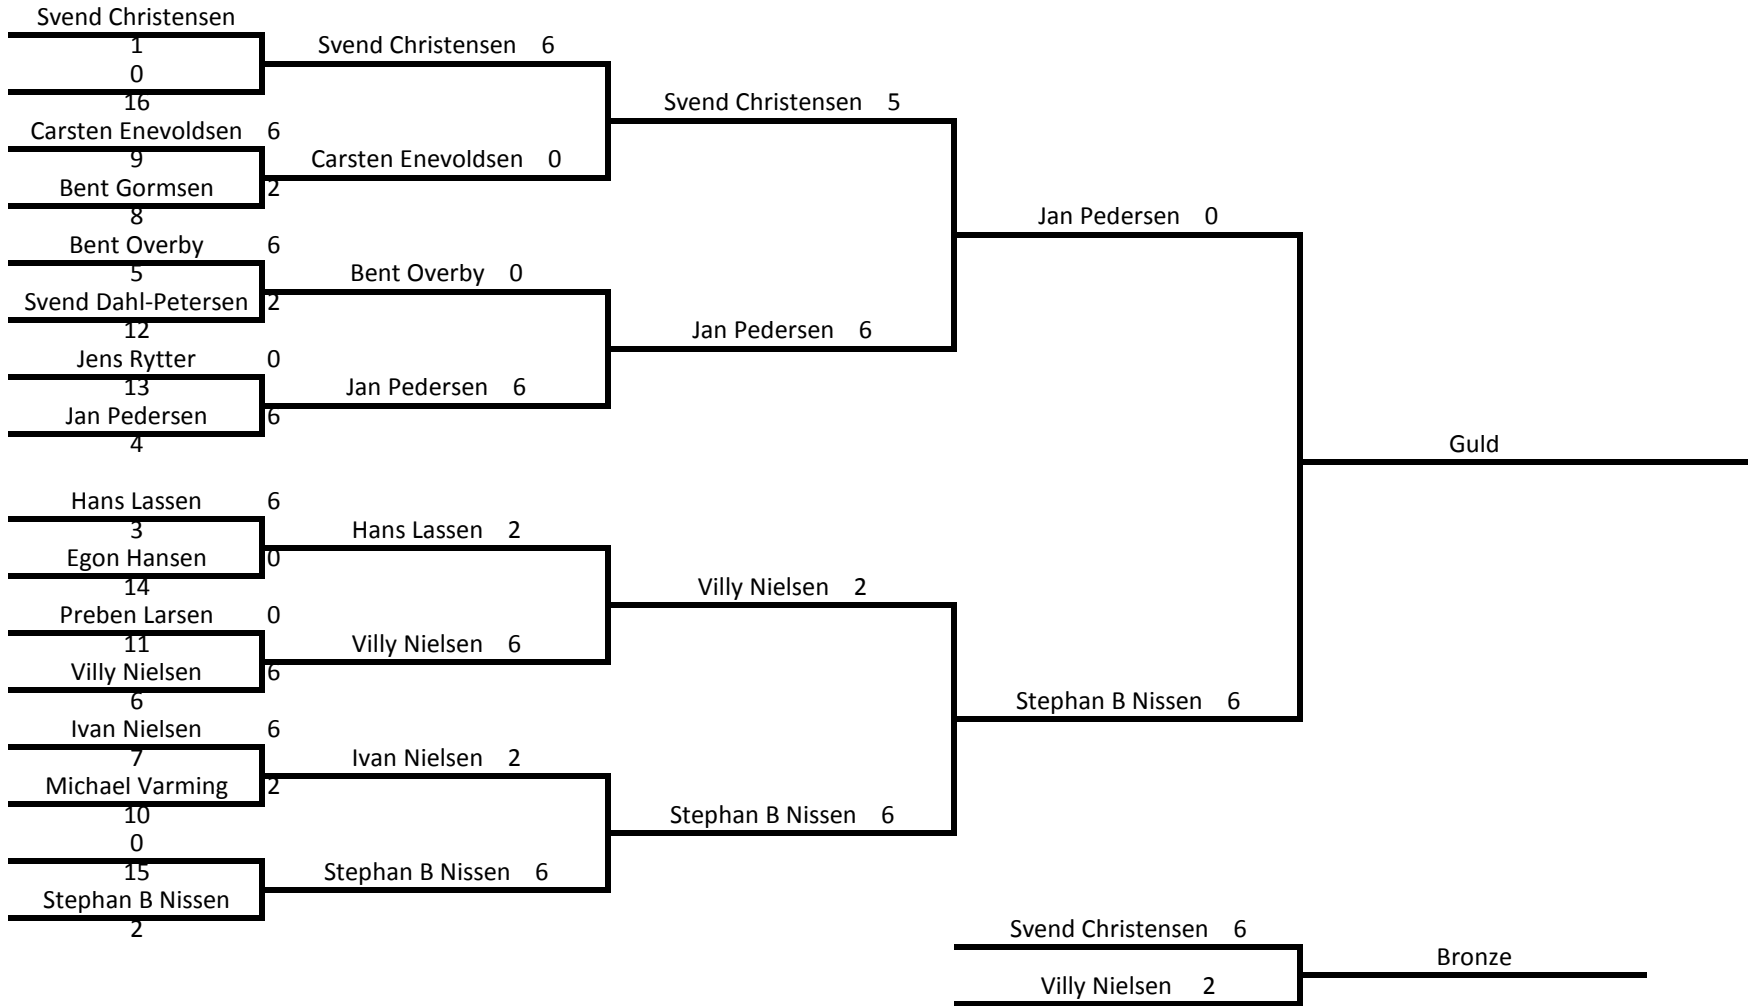 Svend Christensen
1
0
16
Carsten Enevoldsen 6
9
Bent Gormsen 2
8
Bent Overby 6
5
Svend Dahl-Petersen 2
12
Jens Rytter 0
13
Jan Pedersen 6
4
Hans Lassen 6
3
Egon Hansen 0
14
Preben Larsen 0
11
Villy Nielsen 6
6
Ivan Nielsen 6
7
Michael Varming 2
10
0
15
Stephan B Nissen
2
Svend Christensen 6
Carsten Enevoldsen 0
Bent Overby 0
Jan Pedersen 6
Hans Lassen 2
Villy Nielsen 6
Ivan Nielsen 2
Stephan B Nissen 6
Svend Christensen 5
Jan Pedersen 6
Villy Nielsen 2
Stephan B Nissen 6
Jan Pedersen 0
Stephan B Nissen 6
Guld
Svend Christensen 6
Villy Nielsen 2
Bronze